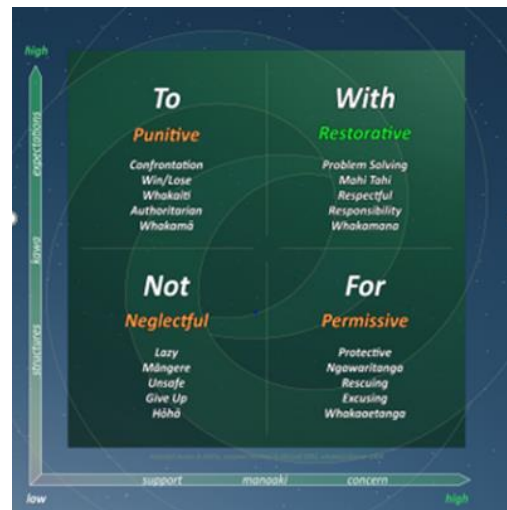 high
To
Punitive
Confrontation
Win/Lose
Whakaiti
Authoritarian
Whakamā
With
Restorative
Problem Solving
Mahi Tahi
Respectful
Responsibility
Whakamana
expectations
kawa
structures
Not
Neglectful
Lazy
Māngere
Unsafe
Give Up
Hōhā
For
Permissive
Protective
Ngawaritanga
Rescuing
Excusing
Whakaaetanga
support manaaki concern
low
high